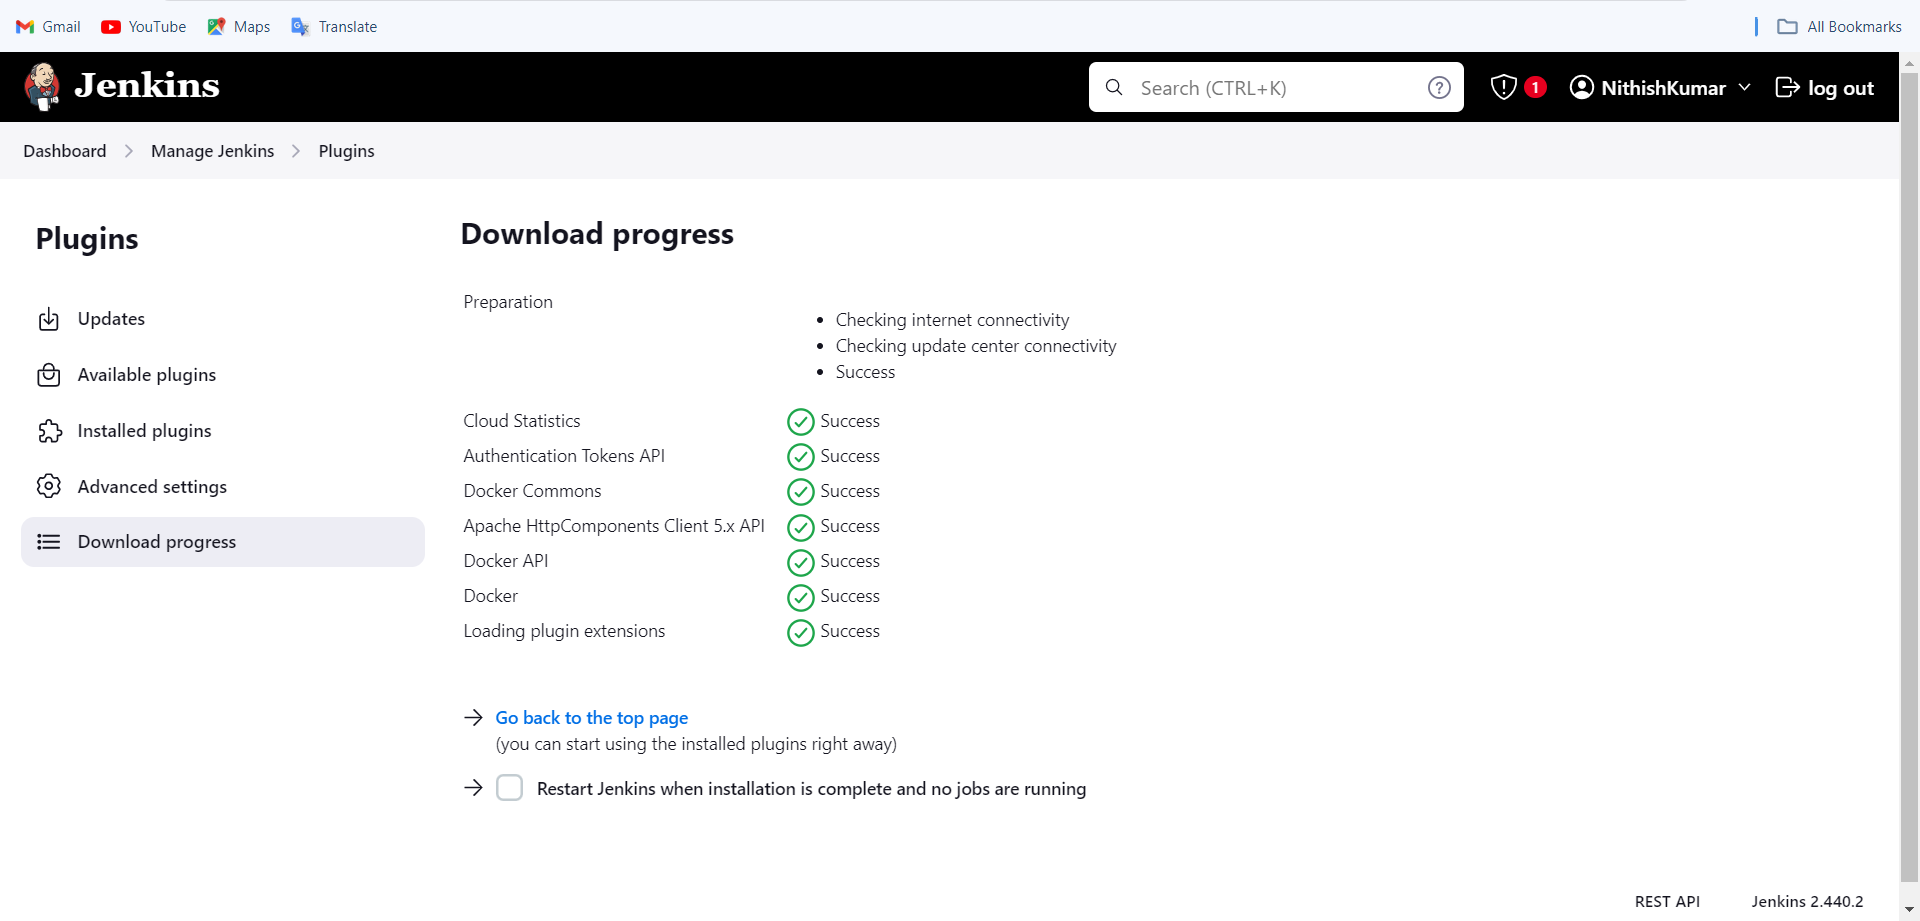 Gmail YouTube Maps Translate All Bookmarks
Jenkins Search (CTRL+K) ? 1 NithishKumar log out
Dashboard Manage Jenkins Plugins
Plugins
Updates
Available plugins
Installed plugins
Advanced settings
Download progress
Download progress
Preparation
Checking internet connectivity
Checking update center connectivity
Success
Cloud Statistics Success
Authentication Tokens API Success
Docker Commons Success
Apache HttpComponents Client 5.x API Success
Docker API Success
Docker Success
Loading plugin extensions Success
Go back to the top page
(you can start using the installed plugins right away)
Restart Jenkins when installation is complete and no jobs are running
REST API Jenkins 2.440.2